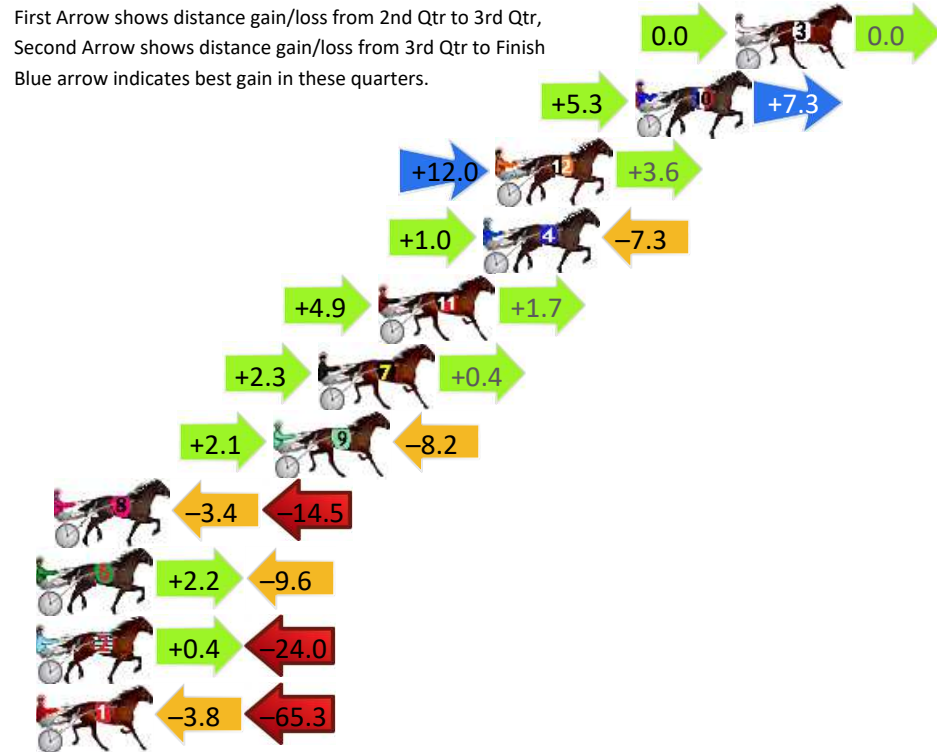 First Arrow shows distance gain/loss from 2nd Qtr to 3rd Qtr,
Second Arrow shows distance gain/loss from 3rd Qtr to Finish
Blue arrow indicates best gain in these quarters.
0.0 3 0.0
+5.3 10 +7.3
+12.0 12 +3.6
+1.0 4 –7.3
+4.9 11 +1.7
+2.3 7 +0.4
+2.1 9 –8.2
8 –3.4 –14.5
+2.2 –9.6
2 +0.4 –24.0
1 –3.8 –65.3